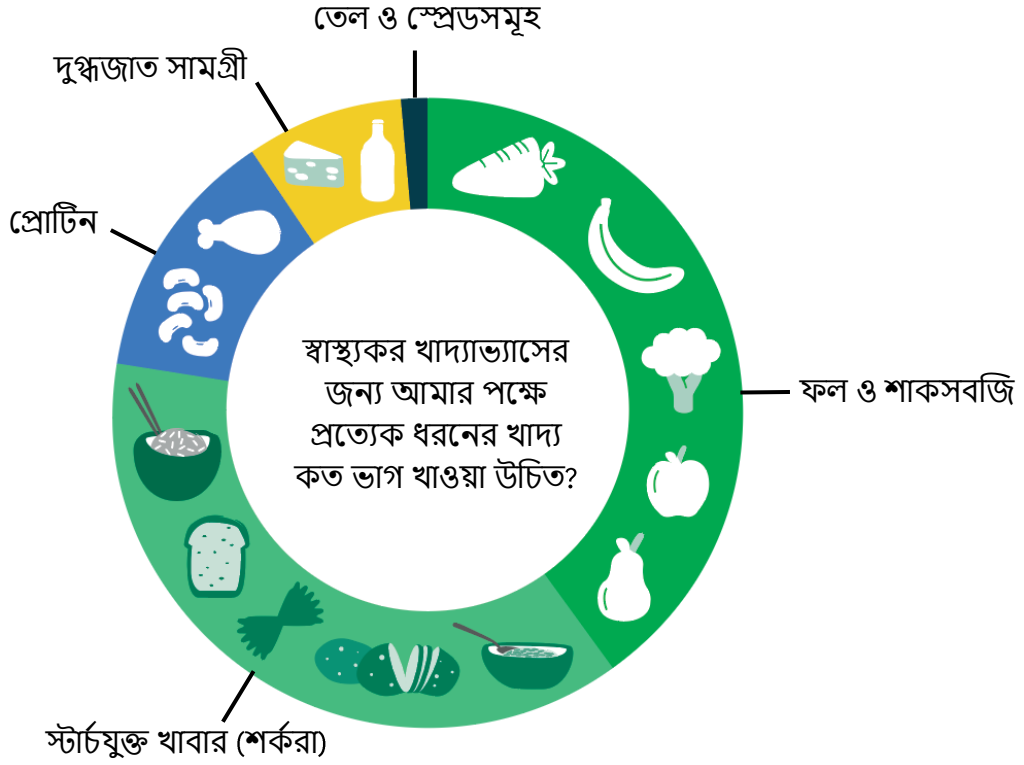 তেল ও স্প্রেডসমূহ
দুগ্ধজাত সামগ্রী
প্রোটিন
স্বাস্থ্যকর খাদ্যাভ্যাসের
জন্য আমার পক্ষে
প্রত্যেক ধরনের খাদ্য
কত ভাগ খাওয়া উচিত?
ফল ও শাকসবজি
স্টার্চযুক্ত খাবার (শর্করা)